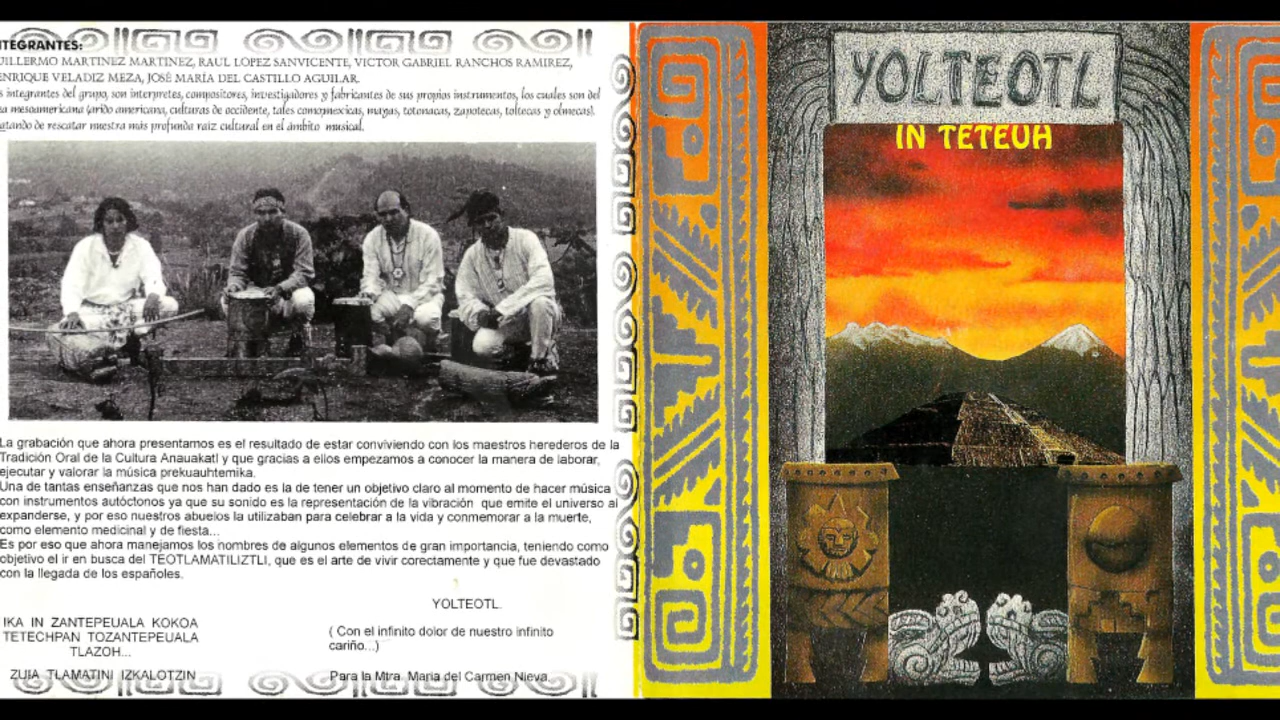 NTEGRANTES:
UILLERMO MARTINEZ MARTINEZ, RAUL LOPEZ SANVICENTE, VICTOR GABRIEL RANCHOS RAMIREZ,
ENRIQUE VELADIZ MEZA, JOSÉ MARÍA DEL CASTILLO AGUILAR.
s integrantes del grupo, son interpretes, compositores, investigadores y fabricantes de sus propios instrumentos, los cuales son del
ea mesoamericana (arido americana, culturas de occidente, tales comojmexicas, mayas, totonacas, zapotecas, toltecas y olmecas).
atando de rescatar nuestra más profunda raiz cultural en el ámbito musical.
La grabación que ahora presentamos es el resultado de estar conviviendo con los maestros herederos de la
Tradición Oral de la Cultura Anauakatl y que gracias a ellos empezamos a conocer la manera de laborar,
ejecutar y valorar la música prekuauhtemika.
Una de tantas enseñanzas que nos han dado es la de tener un objetivo claro al momento de hacer música
con instrumentos autóctonos ya que su sonido es la representación de la vibración que emite el universo al
expanderse, y por eso nuestros abuelos la utilizaban para celebrar a la vida y conmemorar a la muerte,
como elemento medicinal y de fiesta...
Es por eso que ahora manejamos los nombres de algunos elementos de gran importancia, teniendo como
objetivo el ir en busca del TEOTLAMATILIZTLI, que es el arte de vivir corectamente y que fue devastado
con la llegada de los españoles.
YOLTEOTL.
IKA IN ZANTEPEUALA KOKOA
TETECHPAN TOZANTEPEUALA
TLAZOH...
ZUIA TLAMATINI IZKALOTZIN
( Con el infinito dolor de nuestro infinito
cariño...)
Para la Mtra. Maria del Carmen Nieva.
YOLTEOTL
IN TETEUH